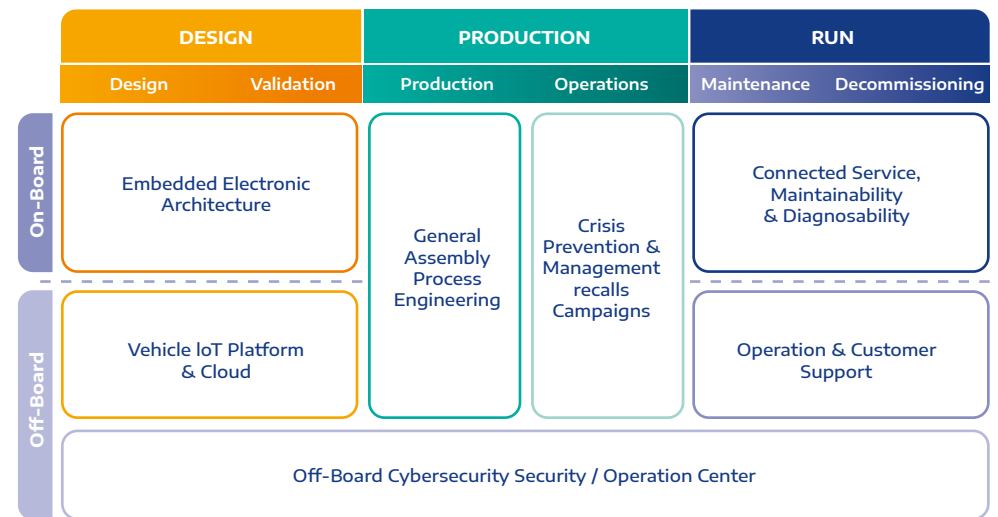 DESIGN
PRODUCTION
RUN
Design
Validation
Production
Operations
Maintenance
Decommissioning
On-Board
Embedded Electronic
Architecture
General
Assembly
Process
Engineering
Crisis
Prevention &
Management
recalls
Campaigns
Connected Service,
Maintainability
& Diagnosability
Off-Board
Vehicle IoT Platform
& Cloud
Operation & Customer
Support
Off-Board Cybersecurity Security / Operation Center